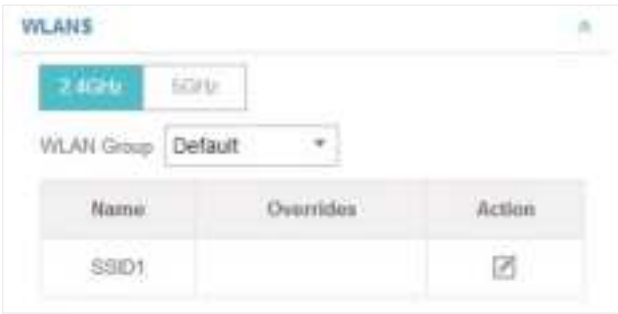 WLANS
2.4GHz 5GHz
WLAN Group Default
Name Overrides Action
SSID1